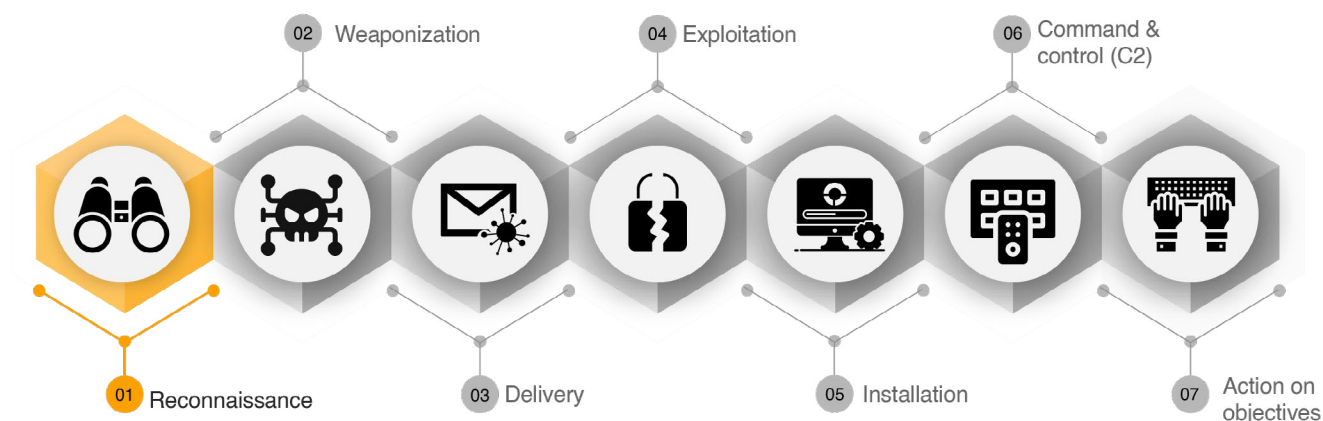 01
Reconnaissance
02
Weaponization
03
Delivery
04
Exploitation
05
Installation
06
Command &
control (C2)
07
Action on
objectives